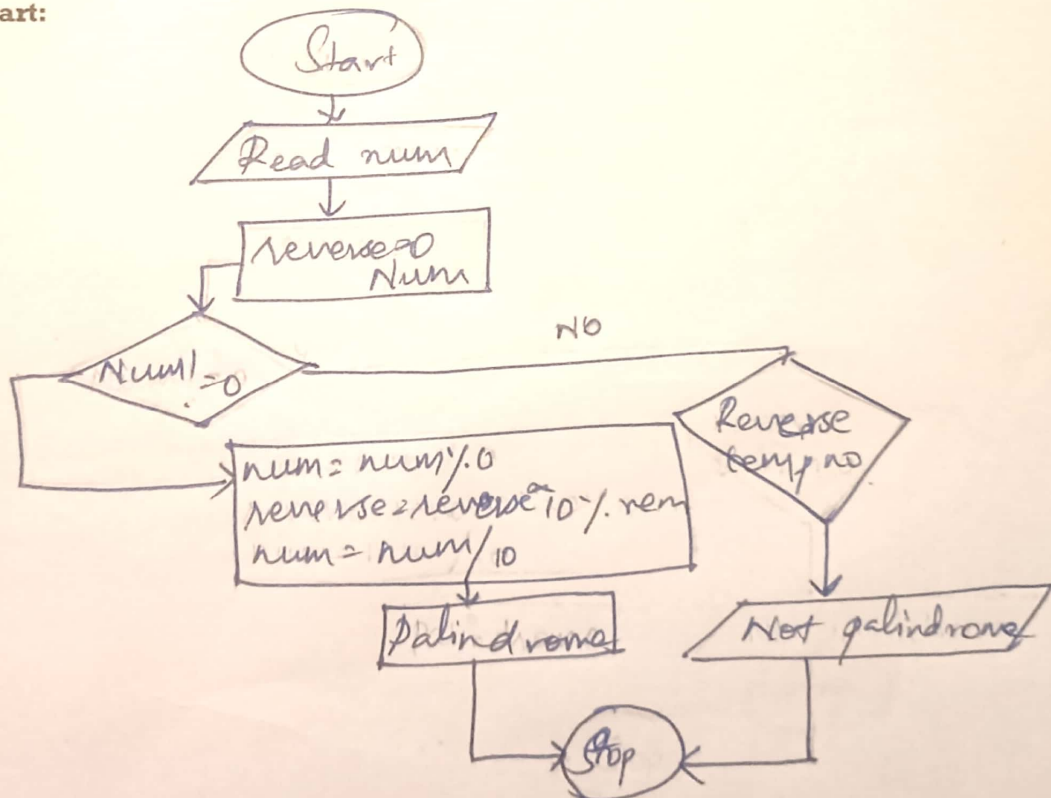 art:
Start
Read num
reverse=0
Num
Num!
=0
NO
Reverse
temp no
num = num%0
reverse=reverse*10% rem
num = num/10
Palindrome
Not palindrome
Stop